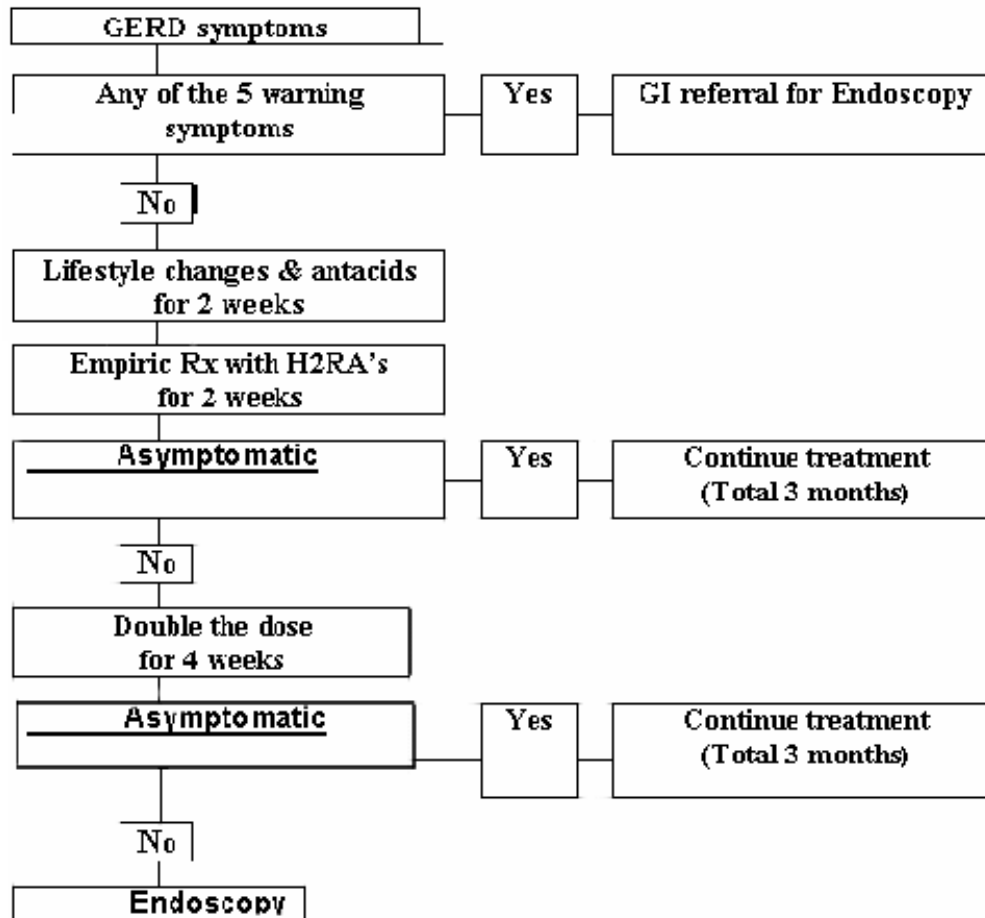 GERD symptoms
Any of the 5 warning
symptoms
Yes
GI referral for Endoscopy
No
Lifestyle changes & antacids
for 2 weeks
Empiric Rx with H2RA's
for 2 weeks
Asymptomatic
Yes
Continue treatment
(Total 3 months)
No
Double the dose
for 4 weeks
Asymptomatic
Yes
Continue treatment
(Total 3 months)
No
Endoscopy